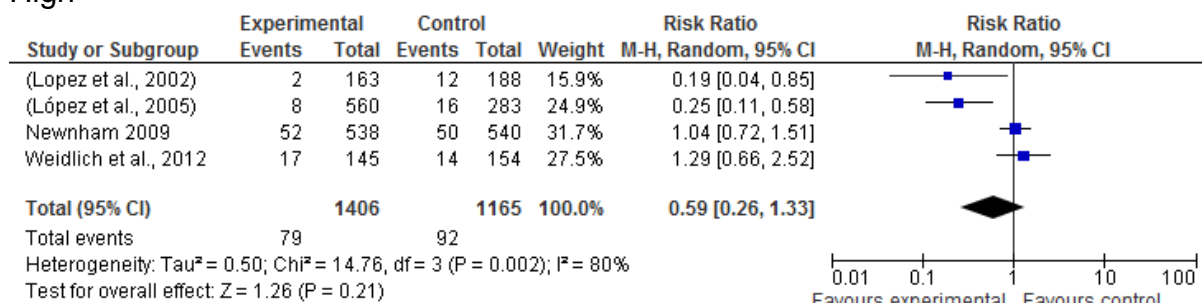 High
Experimental Control Risk Ratio Risk Ratio
Study or Subgroup Events Total Events Total Weight M-H, Random, 95% CI M-H, Random, 95% CI
(Lopez et al., 2002) 2 163 12 188 15.9% 0.19 [0.04, 0.85]
(López et al., 2005) 8 560 16 283 24.9% 0.25 [0.11, 0.58]
Newnham 2009 52 538 50 540 31.7% 1.04 [0.72, 1.51]
Weidlich et al., 2012 17 145 14 154 27.5% 1.29 [0.66, 2.52]
Total (95% CI) 1406 1165 100.0% 0.59 [0.26, 1.33]
Total events 79 92
Heterogeneity: Tau² = 0.50; Chi² = 14.76, df = 3 (P = 0.002); I² = 80%
0.01 0.1 1 10 100
Test for overall effect: Z = 1.26 (P = 0.21)
Favours experimental Favours control